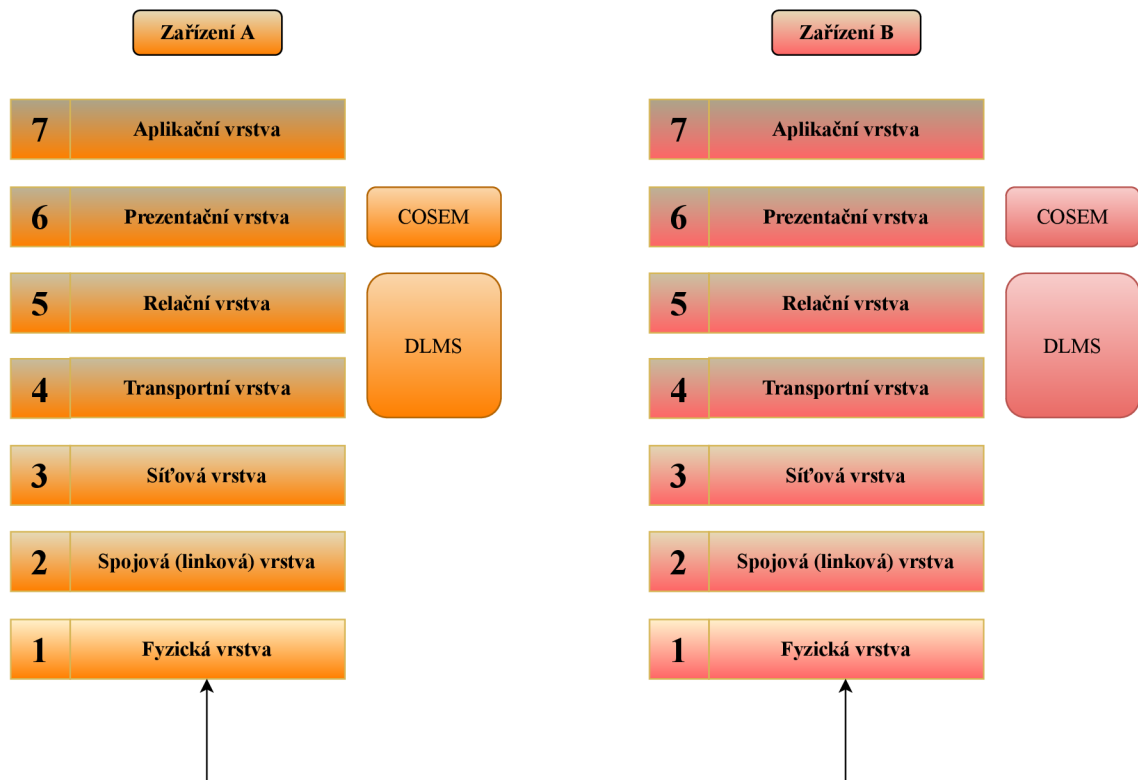 Zařízení A
7 Aplikační vrstva
6 Prezentační vrstva
COSEM
5 Relační vrstva
DLMS
4 Transportní vrstva
3 Síťová vrstva
2 Spojová (linková) vrstva
1 Fyzická vrstva
Zařízení B
7 Aplikační vrstva
6 Prezentační vrstva
COSEM
5 Relační vrstva
DLMS
4 Transportní vrstva
3 Síťová vrstva
2 Spojová (linková) vrstva
1 Fyzická vrstva